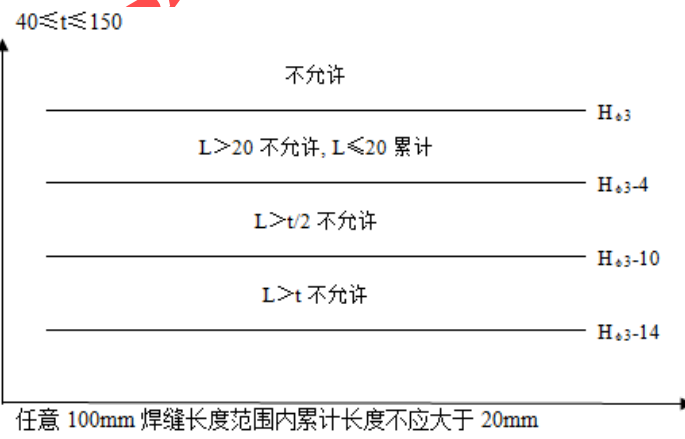 40≤t≤150
不允许
HΦ3
L＞20 不允许, L≤20 累计
HΦ3-4
L＞t/2 不允许
HΦ3-10
L＞t 不允许
HΦ3-14
任意 100mm 焊缝长度范围内累计长度不应大于 20mm